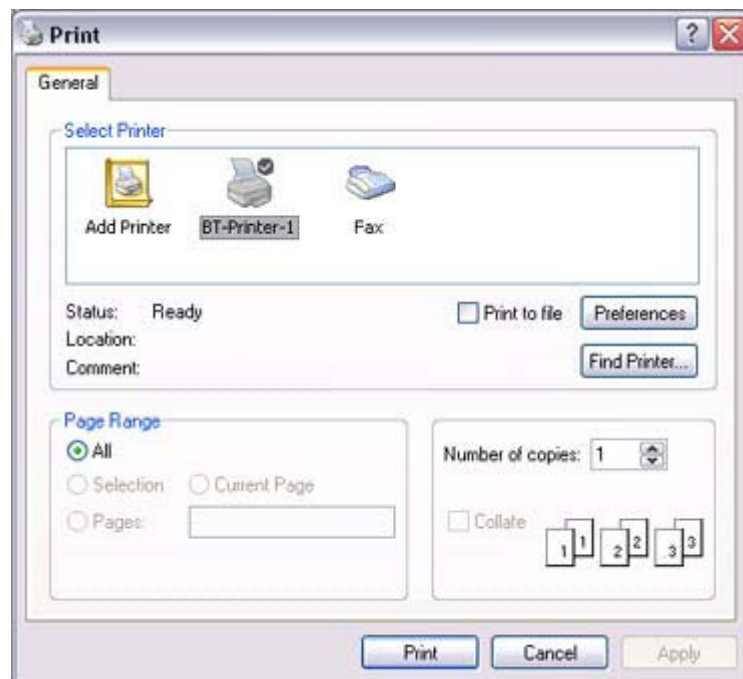 Print
General
Select Printer
Add Printer
BT-Printer-1
Fax
Status: Ready
Print to file
Preferences
Location:
Comment:
Find Printer...
Page Range
All
Selection
Current Page
Pages:
Number of copies: 1
Collate
1 1 2 2 3 3
Print
Cancel
Apply